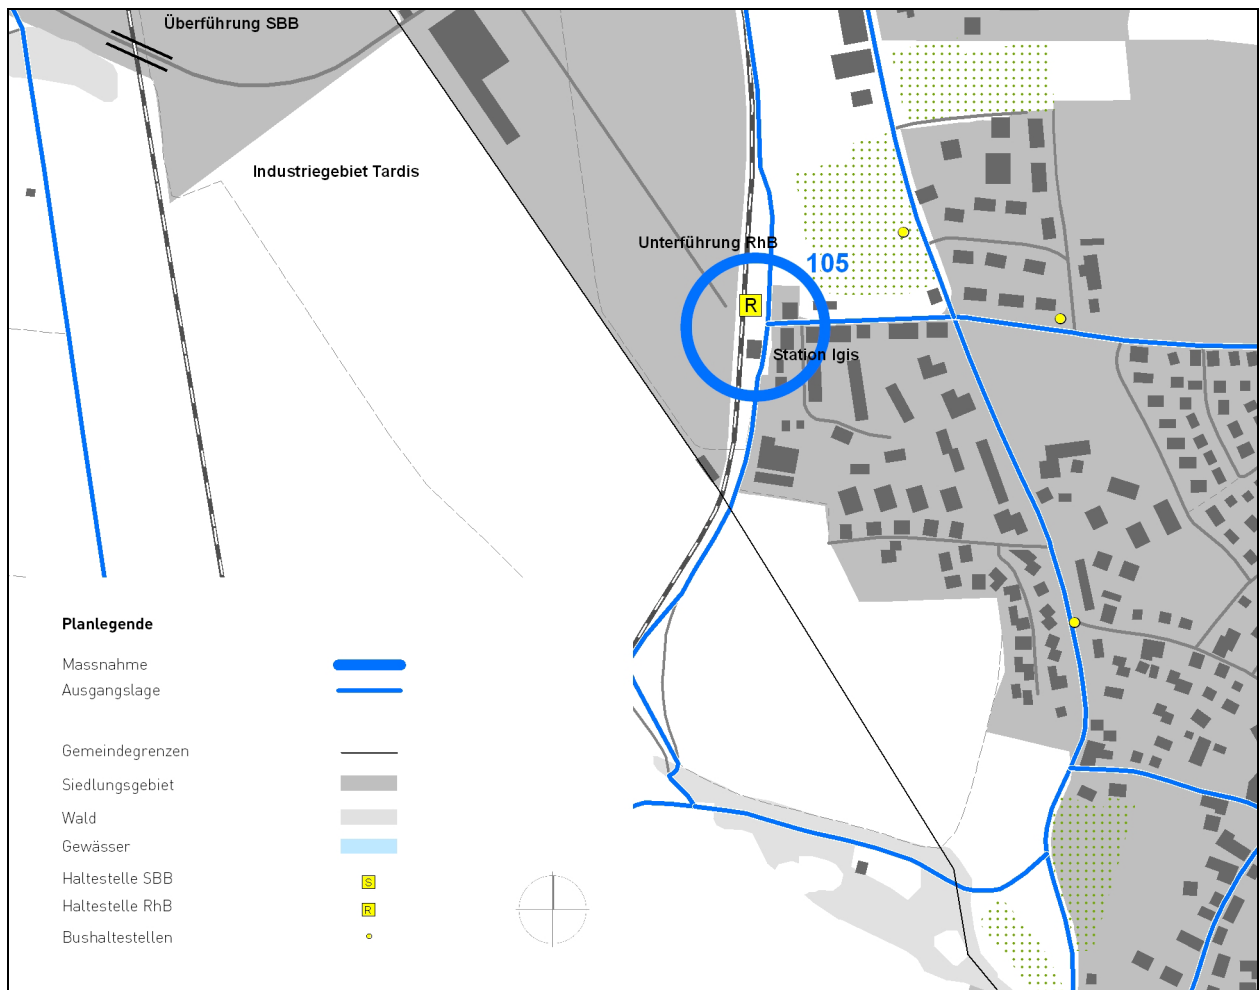 Überführung SBB
Industriegebiet Tardis
Unterführung RhB
105
R
Station Igis
Planlegende
Massnahme
Ausgangslage
Gemeindegrenzen
Siedlungsgebiet
Wald
Gewässer
Haltestelle SBB
S
Haltestelle RhB
R
Bushaltestellen